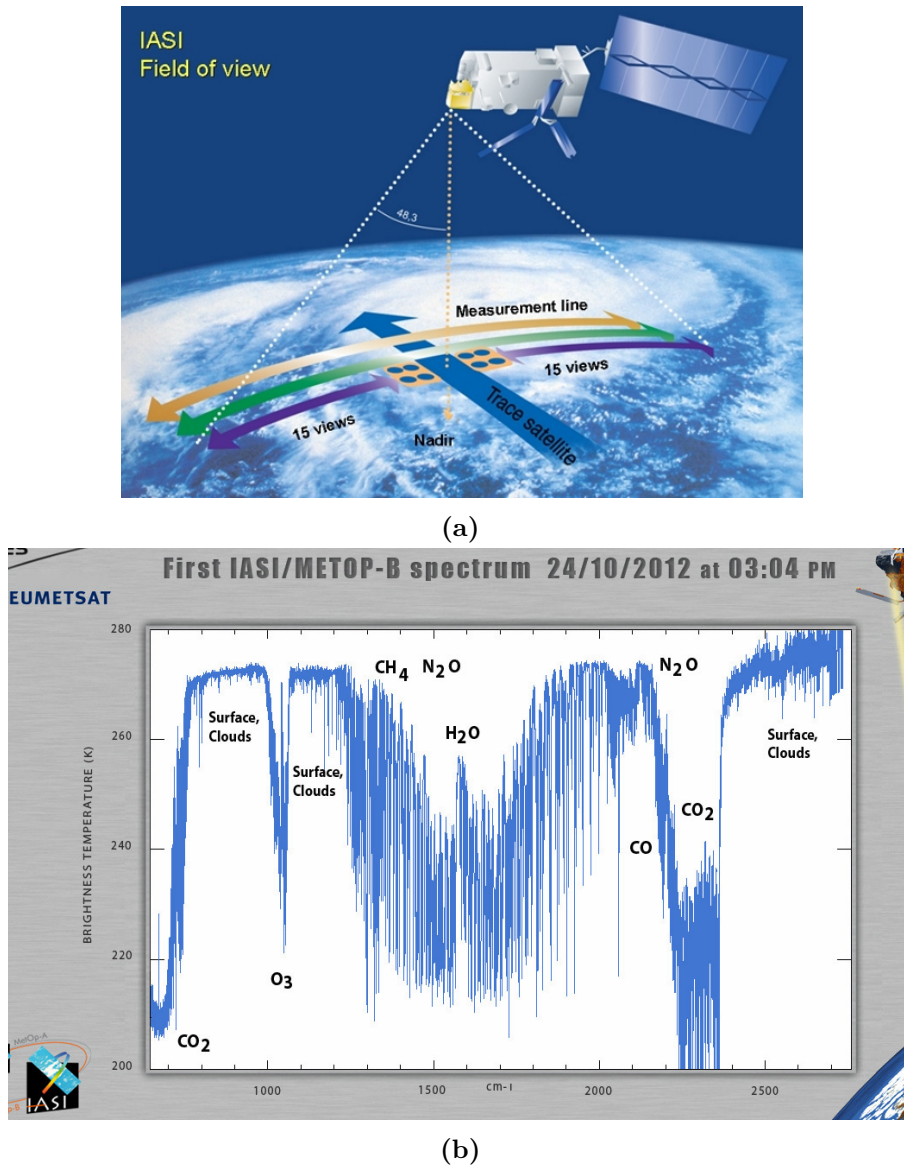 IASI
Field of view
48,3
Measurement line
15 views
15 views
Trace satellite
Nadir
(a)
ES
EUMETSAT
First IASI/METOP-B spectrum 24/10/2012 at 03:04 PM
280
CH4 N2O
N2O
H2O
Surface,
Clouds
Surface,
Clouds
Surface,
Clouds
260
BRIGHTNESS TEMPERATURE (K)
CO2
240
CO
220
O3
CO2
200
MetOp-A
IASI
1000
1500
cm-1
2000
2500
(b)